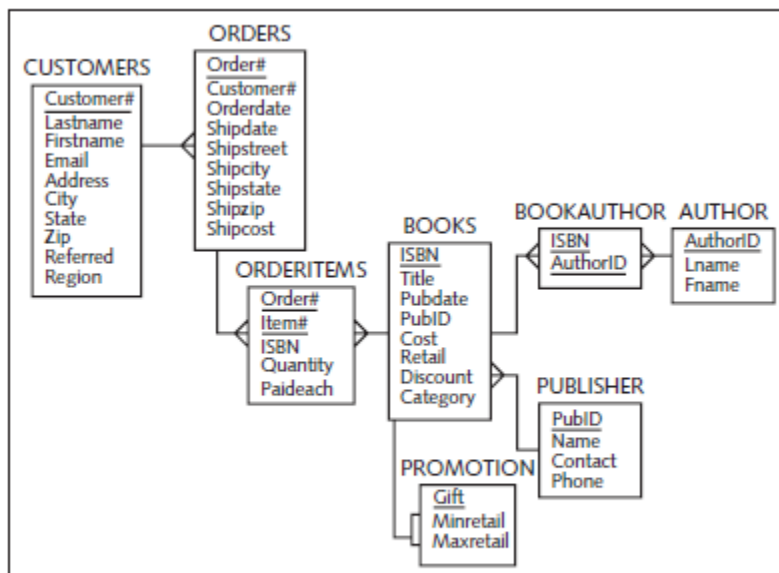 CUSTOMERS
Customer#
Lastname
Firstname
Email
Address
City
State
Zip
Referred
Region
ORDERS
Order#
Customer#
Orderdate
Shipdate
Shipstreet
Shipcity
Shipstate
Shipzip
Shipcost
ORDERITEMS
Order#
Item#
ISBN
Quantity
Paideach
BOOKS
ISBN
Title
Pubdate
PubID
Cost
Retail
Discount
Category
PROMOTION
Gift
Minretail
Maxretail
BOOKAUTHOR
ISBN
AuthorID
AUTHOR
AuthorID
Lname
Fname
PUBLISHER
PubID
Name
Contact
Phone